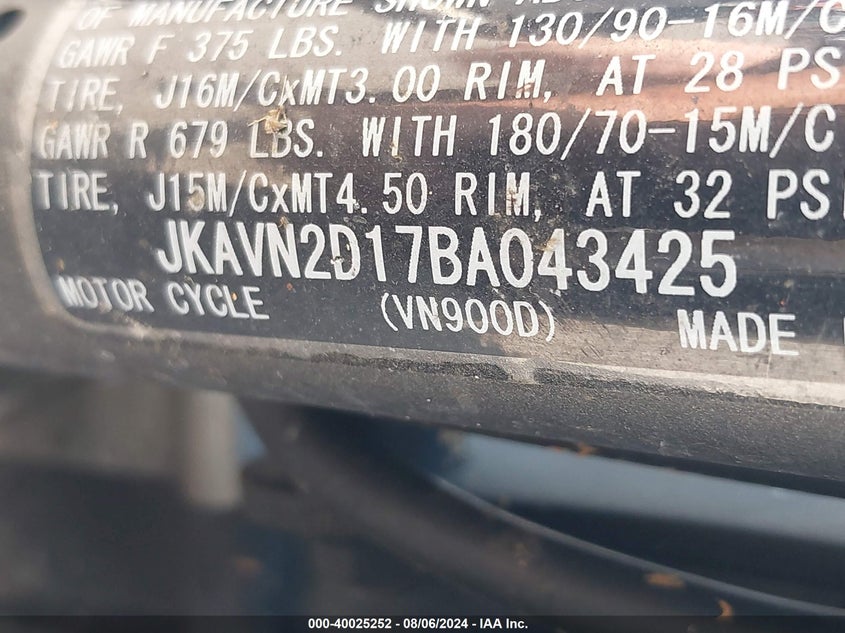 OF MANUFACTURE SHOWN
GAWR F 375 LBS. WITH 130/90-16M/C
TIRE, J16M/CxMT3.00 RIM, AT 28 PS
GAWR R 679 LBS. WITH 180/70-15M/C
TIRE, J15M/CxMT4.50 RIM, AT 32 PS
JKAVN2D17BA043425
MOTOR CYCLE (VN900D) MADE
000-40025252 - 08/06/2024 - IAA Inc.